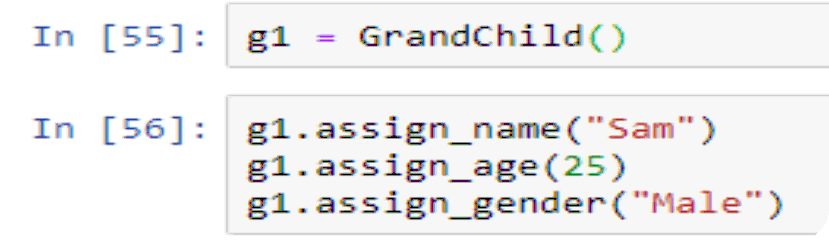 In [55]: g1 = GrandChild()
In [56]: g1.assign_name("Sam")
g1.assign_age(25)
g1.assign_gender("Male")